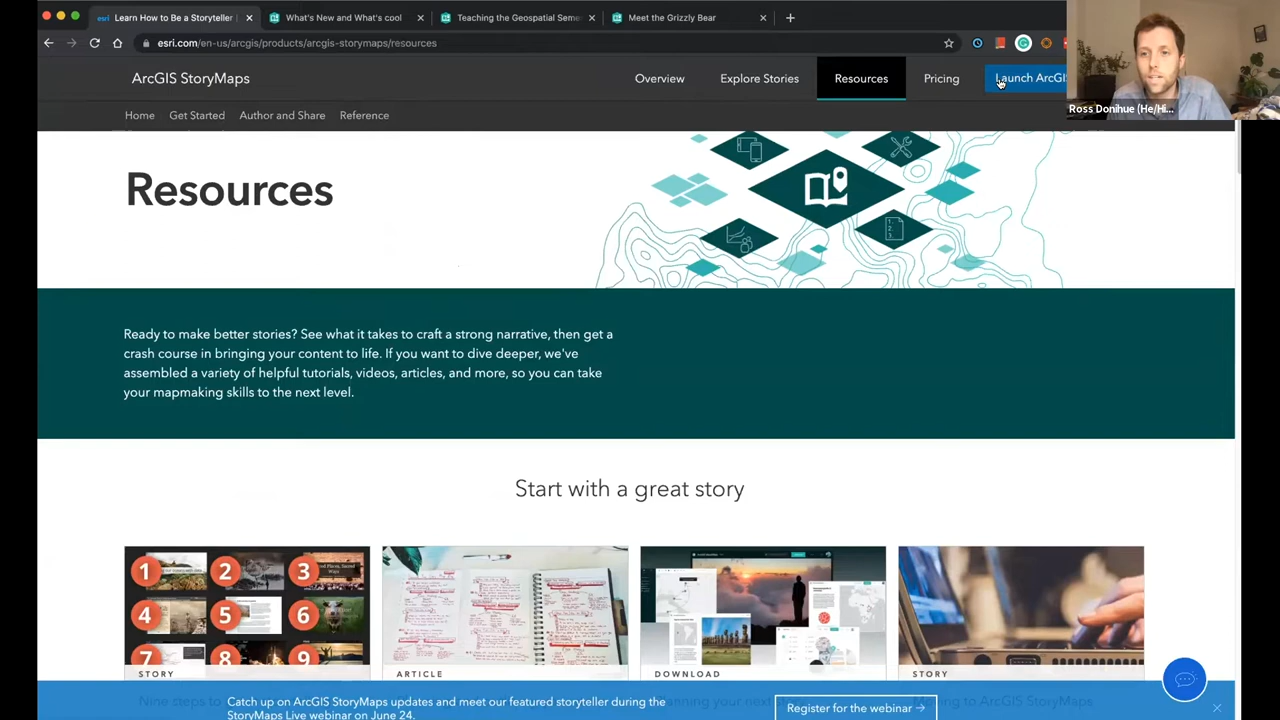 Learn How to Be a Storyteller
What's New and What's cool
Teaching the Geospatial Seme
Meet the Grizzly Bear
esri.com/en-us/arcgis/products/arcgis-storymaps/resources
ArcGIS StoryMaps
Overview
Explore Stories
Resources
Pricing
Launch ArcGIS
Ross Donihue (He/Hi...
Home
Get Started
Author and Share
Reference
Resources
Ready to make better stories? See what it takes to craft a strong narrative, then get a
crash course in bringing your content to life. If you want to dive deeper, we've
assembled a variety of helpful tutorials, videos, articles, and more, so you can take
your mapmaking skills to the next level.
Start with a great story
1 2 3
4 5 6
7 8 9
STORY
ARTICLE
DOWNLOAD
STORY
Catch up on ArcGIS StoryMaps updates and meet our featured storyteller during the
StoryMaps Live webinar on June 24.
Register for the webinar →